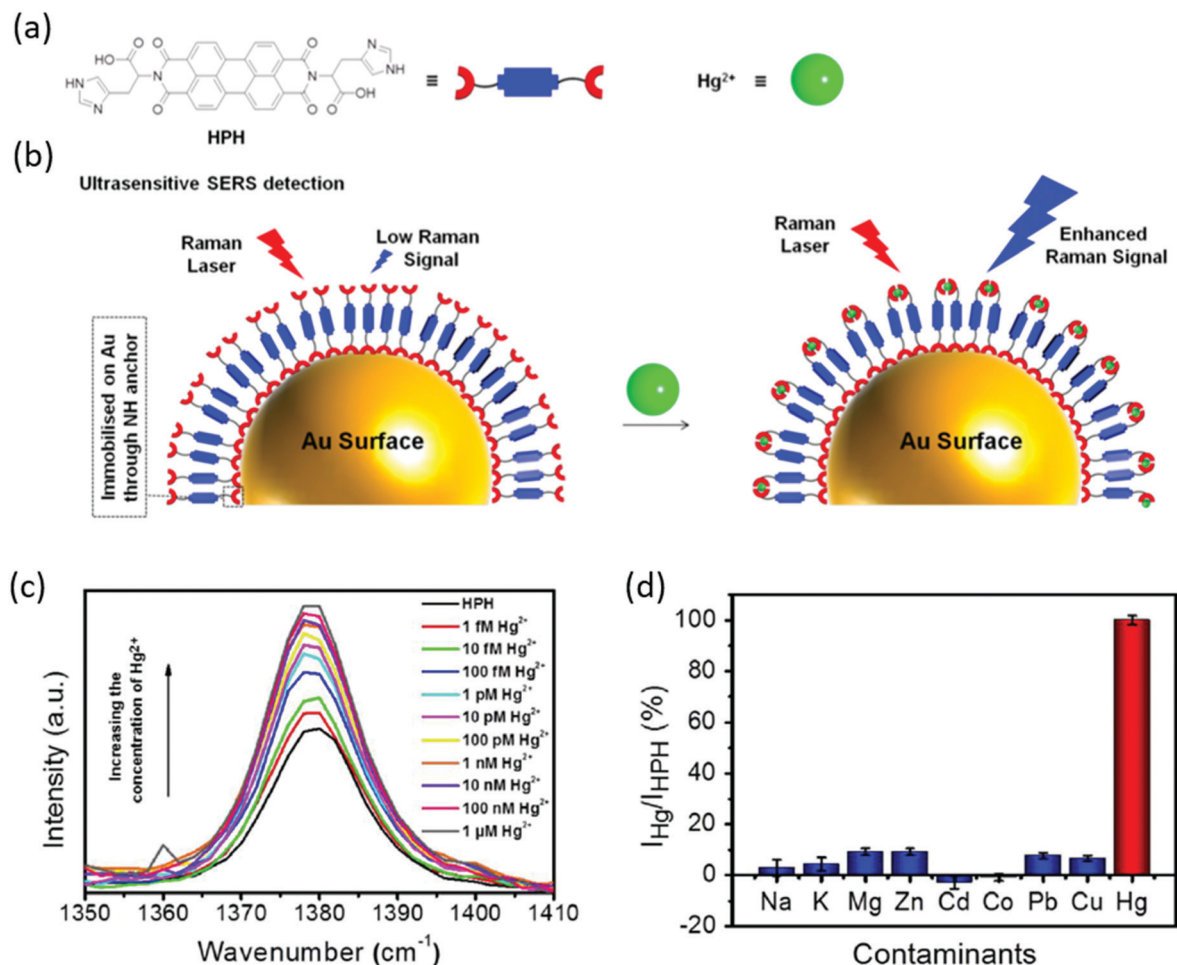 (a)
HO
O
O
O
N
NH
HN
N
N
N
O
O
O
OH
HPH
≡
Hg²⁺ ≡
(b)
Ultrasensitive SERS detection
Raman
Laser
Low Raman
Signal
Immobilised on Au
through NH anchor
Au Surface
Raman
Laser
Enhanced
Raman Signal
Au Surface
(c)
Intensity (a.u.)
Increasing the
concentration of Hg²⁺
HPH
1 fM Hg²⁺
10 fM Hg²⁺
100 fM Hg²⁺
1 pM Hg²⁺
10 pM Hg²⁺
100 pM Hg²⁺
1 nM Hg²⁺
10 nM Hg²⁺
100 nM Hg²⁺
1 µM Hg²⁺
1350 1360 1370 1380 1390 1400 1410
Wavenumber (cm⁻¹)
(d)
I_Hg/I_HPH (%)
100
80
60
40
20
0
-20
Na K Mg Zn Cd Co Pb Cu Hg
Contaminants